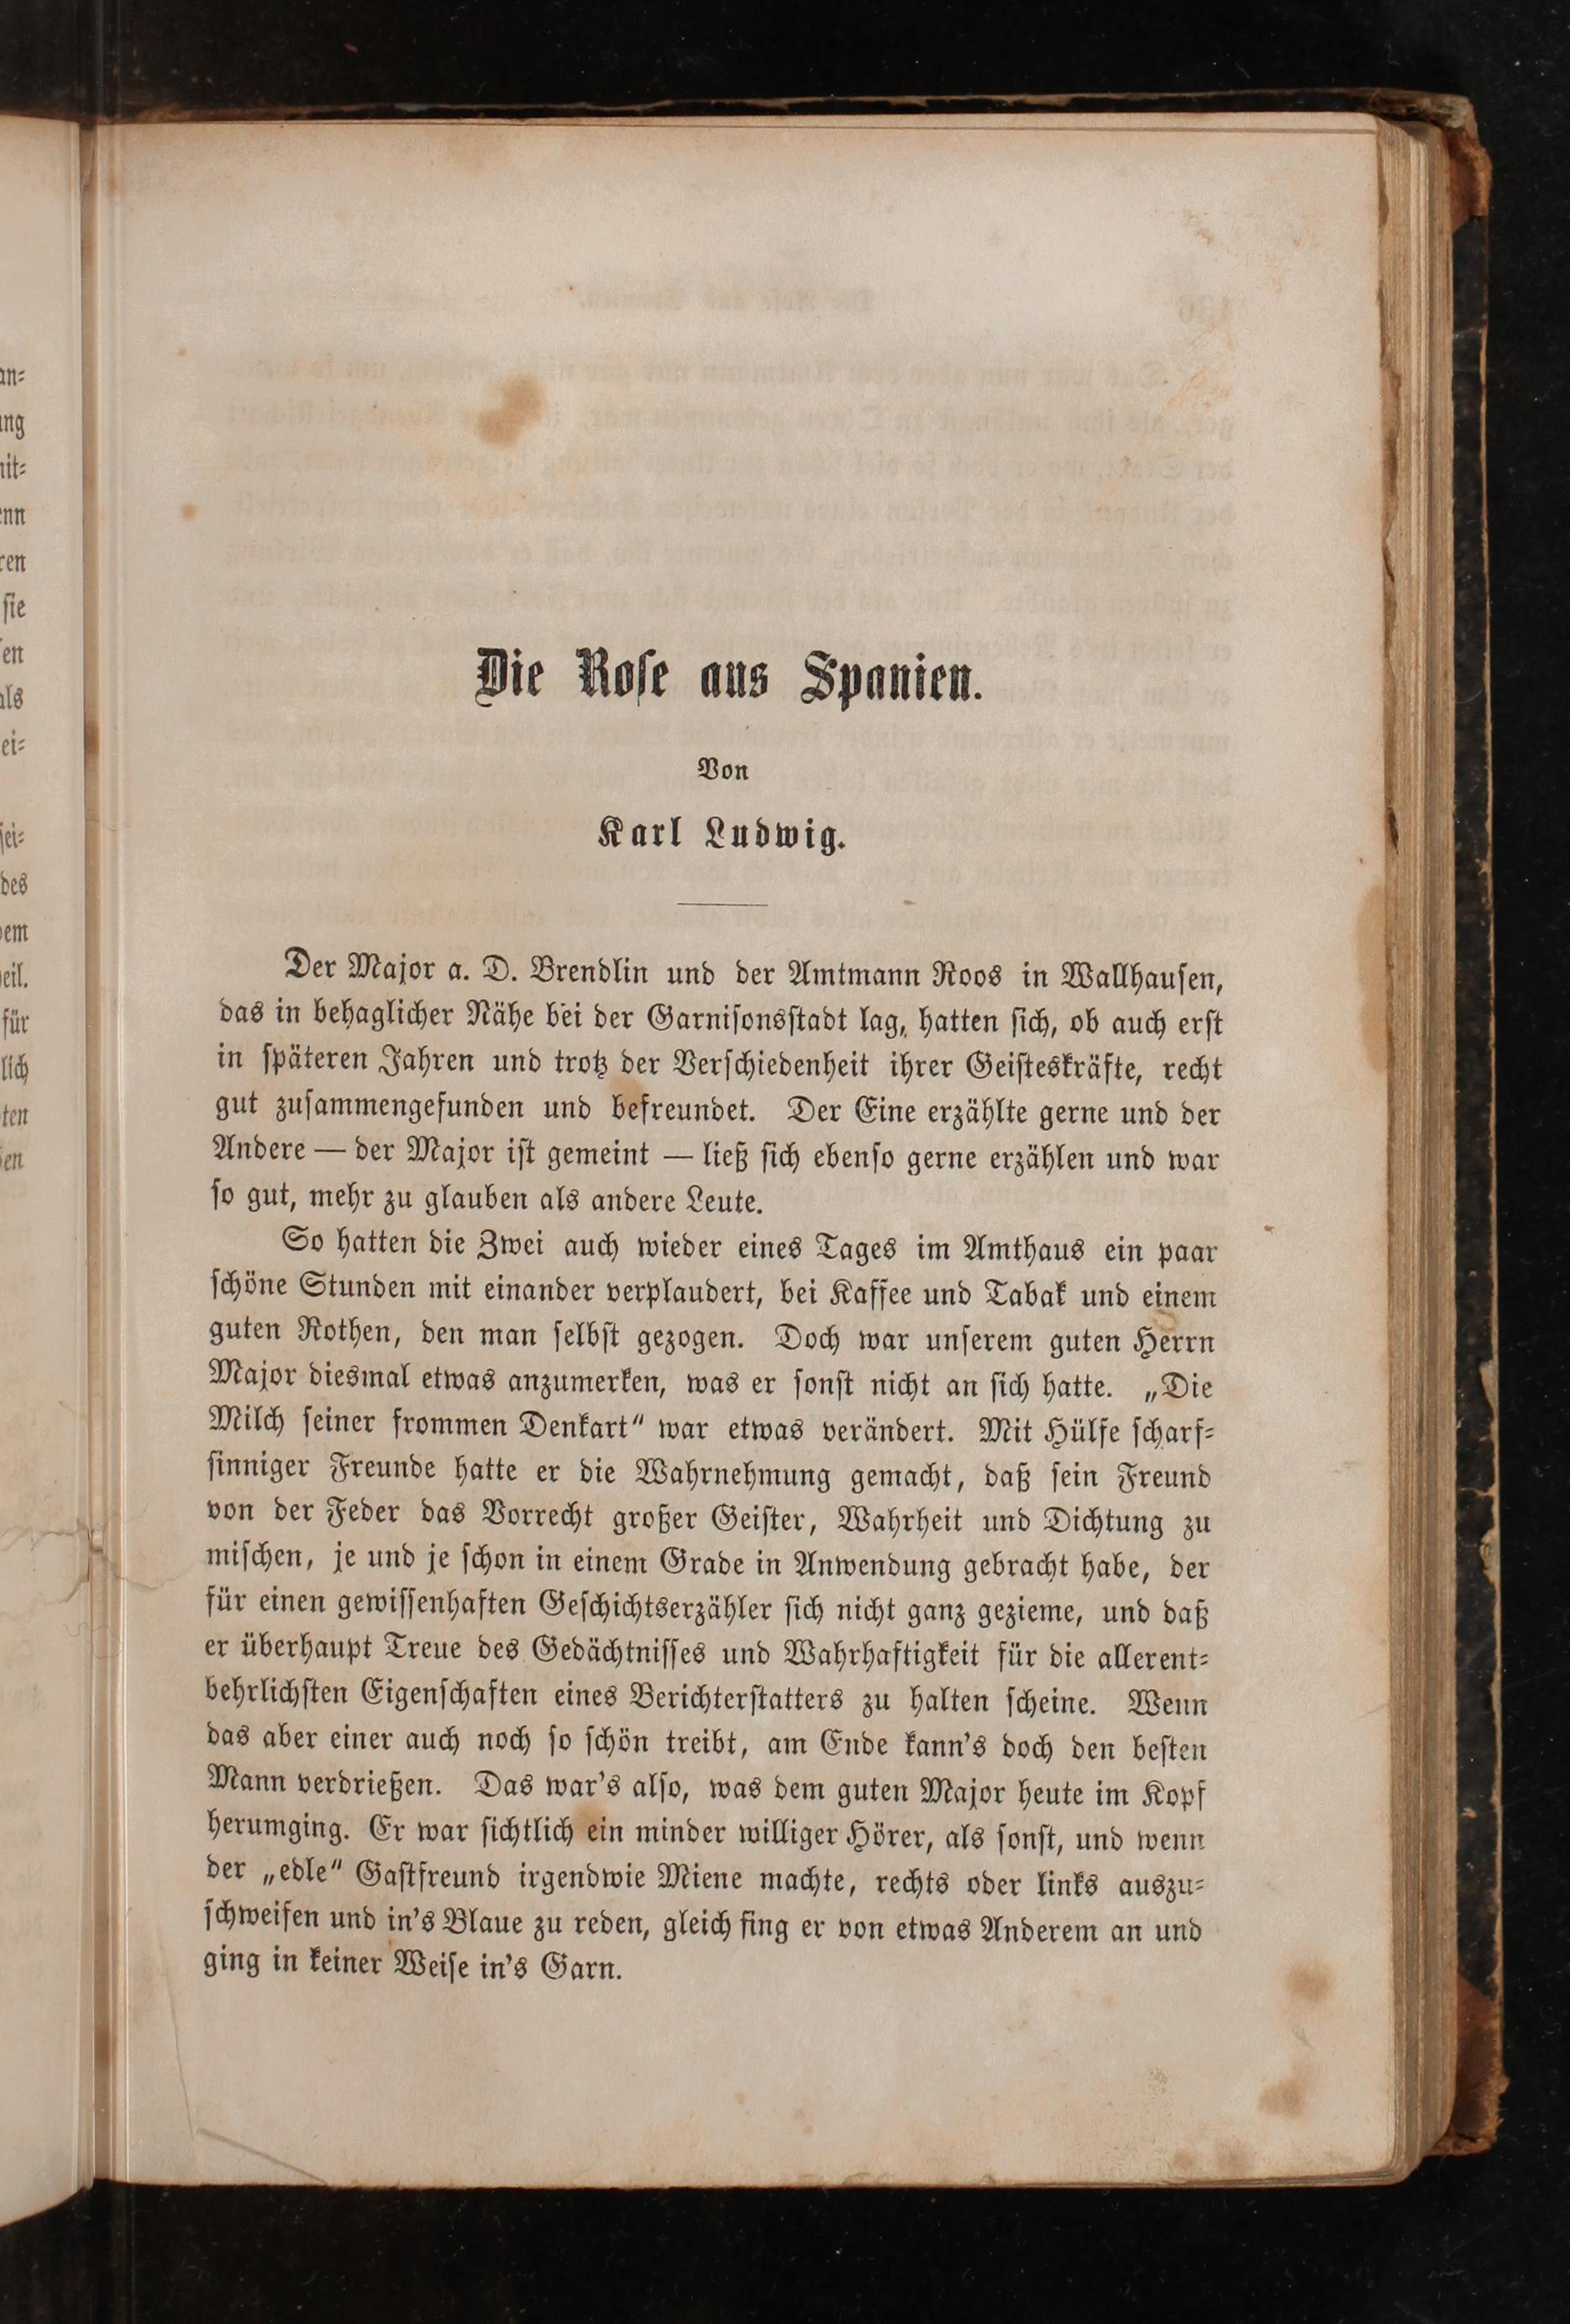 Die Rose aus Spanien.
Von
Karl Ludwig.
Der Major a. D. Brendlin und der Amtmann Roos in Wallhausen,
das in behaglicher Nähe bei der Garnisonsstadt lag, hatten sich, ob auch erst
in späteren Jahren und trotz der Verschiedenheit ihrer Geisteskräfte, recht
gut zusammengefunden und befreundet. Der Eine erzählte gerne und der
Andere — der Major ist gemeint — ließ sich ebenso gerne erzählen und war
so gut, mehr zu glauben als andere Leute.
So hatten die Zwei auch wieder eines Tages im Amthaus ein paar
schöne Stunden mit einander verplaudert, bei Kaffee und Tabak und einem
guten Rothen, den man selbst gezogen. Doch war unserem guten Herrn
Major diesmal etwas anzumerken, was er sonst nicht an sich hatte. „Die
Milch seiner frommen Denkart“ war etwas verändert. Mit Hülfe scharf-
sinniger Freunde hatte er die Wahrnehmung gemacht, daß sein Freund
von der Feder das Vorrecht großer Geister, Wahrheit und Dichtung zu
mischen, je und je schon in einem Grade in Anwendung gebracht habe, der
für einen gewissenhaften Geschichtserzähler sich nicht ganz gezieme, und daß
er überhaupt Treue des Gedächtnisses und Wahrhaftigkeit für die allerent-
behrlichsten Eigenschaften eines Berichterstatters zu halten scheine. Wenn
das aber einer auch noch so schön treibt, am Ende kann's doch den besten
Mann verdrießen. Das war's also, was dem guten Major heute im Kopf
herumging. Er war sichtlich ein minder williger Hörer, als sonst, und wenn
der „edle“ Gastfreund irgendwie Miene machte, rechts oder links auszu-
schweifen und in's Blaue zu reden, gleich fing er von etwas Anderem an und
ging in keiner Weise in's Garn.